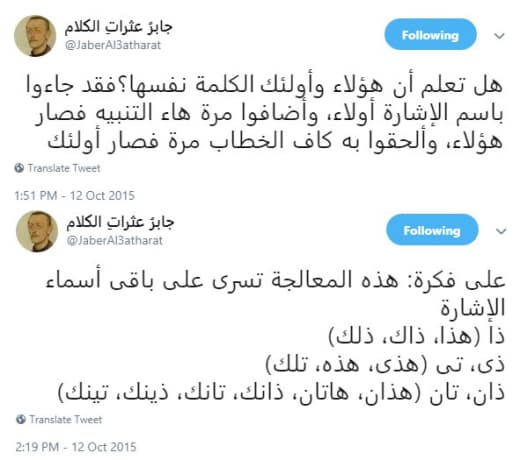 جابرُ عثراتِ الكلام
@JaberAl3atharat
Following
هل تعلم أن هؤلاء وأولئك الكلمة نفسها؟فقد جاءوا
باسم الإشارة أولاء، وأضافوا مرة هاء التنبيه فصار
هؤلاء، وألحقوا به كاف الخطاب مرة فصار أولئك
Translate Tweet
1:51 PM - 12 Oct 2015
جابرُ عثراتِ الكلام
@JaberAl3atharat
Following
على فكرة: هذه المعالجة تسرى على باقى أسماء
الإشارة
ذا (هذا، ذاك، ذلك)
ذى، تى (هذى، هذه، تلك)
ذان، تان (هذان، هاتان، ذانك، تانك، ذينك، تينك)
Translate Tweet
2:19 PM - 12 Oct 2015